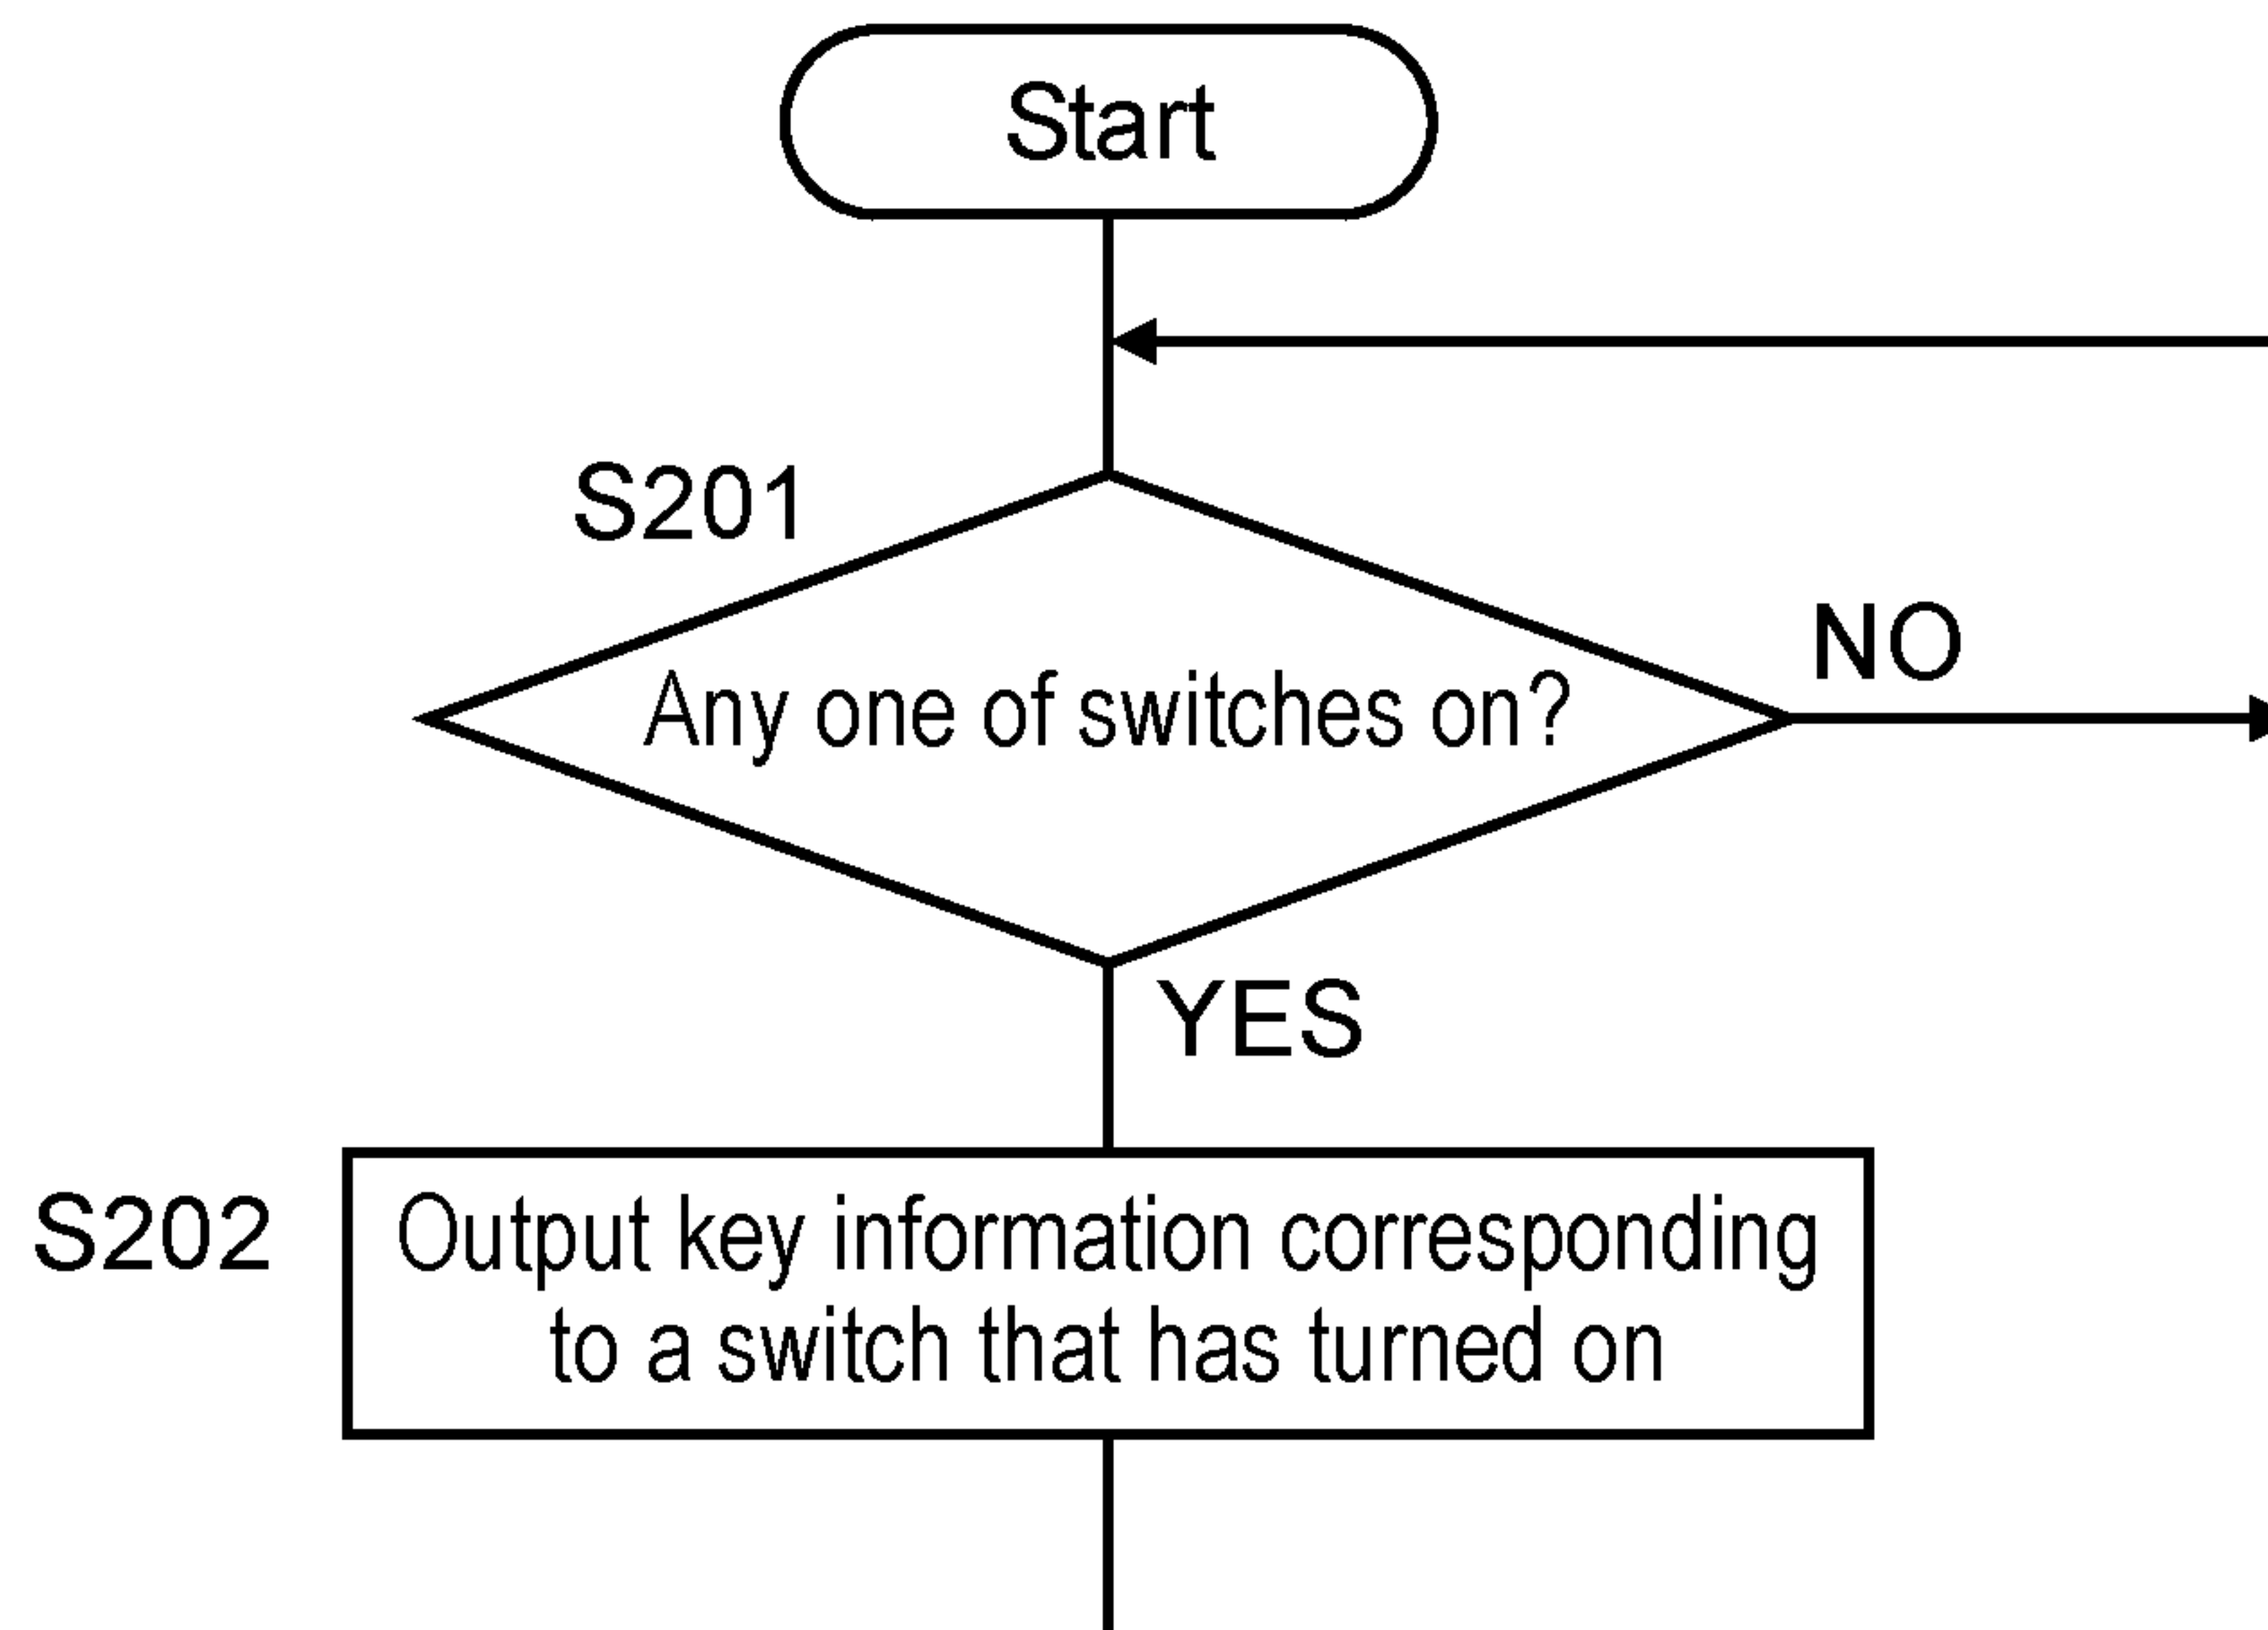 Start
S201
NO
Any one of switches on?
YES
S202
Output key information corresponding
to a switch that has turned on